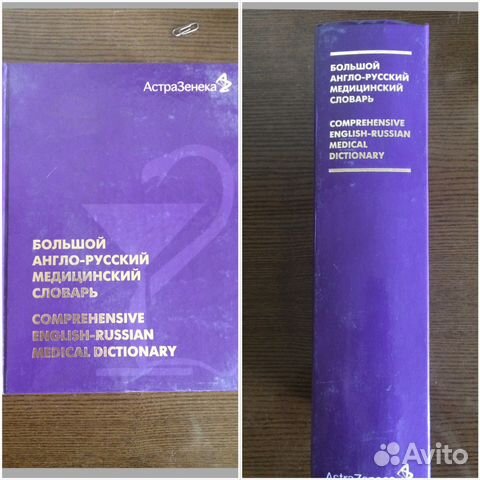 АстраЗенека
БОЛЬШОЙ
АНГЛО-РУССКИЙ
МЕДИЦИНСКИЙ
СЛОВАРЬ
COMPREHENSIVE
ENGLISH-RUSSIAN
MEDICAL DICTIONARY
БОЛЬШОЙ
АНГЛО-РУССКИЙ
МЕДИЦИНСКИЙ
СЛОВАРЬ
COMPREHENSIVE
ENGLISH-RUSSIAN
MEDICAL
DICTIONARY
АстраЗенека
Avito